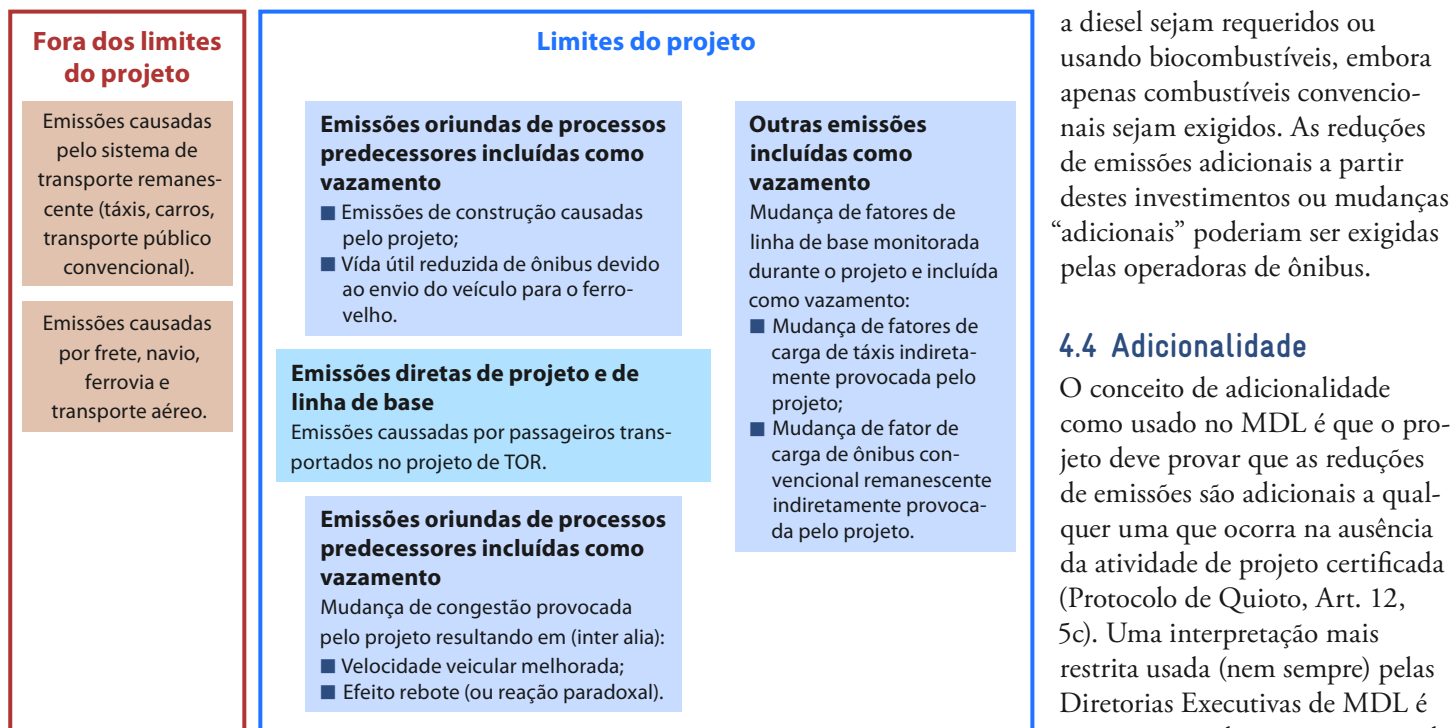 Fora dos limites
do projeto
Emissões causadas
pelo sistema de
transporte remanes-
cente (táxis, carros,
transporte público
convencional).
Emissões causadas
por frete, navio,
ferrovia e
transporte aéreo.
Limites do projeto
Emissões oriundas de processos
predecessores incluídas como
vazamento
■ Emissões de construção causadas
pelo projeto;
■ Vída útil reduzida de ônibus devido
ao envio do veículo para o ferro-
velho.
Emissões diretas de projeto e de
linha de base
Emissões caussadas por passageiros trans-
portados no projeto de TOR.
Emissões oriundas de processos
predecessores incluídas como
vazamento
Mudança de congestão provocada
pelo projeto resultando em (inter alia):
■ Velocidade veicular melhorada;
■ Efeito rebote (ou reação paradoxal).
Outras emissões
incluídas como
vazamento
Mudança de fatores de
linha de base monitorada
durante o projeto e incluída
como vazamento:
■ Mudança de fatores de
carga de táxis indireta-
mente provocada pelo
projeto;
■ Mudança de fator de
carga de ônibus con-
vencional remanescente
indiretamente provoca-
da pelo projeto.
a diesel sejam requeridos ou
usando biocombustíveis, embora
apenas combustíveis convencio-
nais sejam exigidos. As reduções
de emissões adicionais a partir
destes investimentos ou mudanças
“adicionais” poderiam ser exigidas
pelas operadoras de ônibus.
4.4 Adicionalidade
O conceito de adicionalidade
como usado no MDL é que o pro-
jeto deve provar que as reduções
de emissões são adicionais a qual-
quer uma que ocorra na ausência
da atividade de projeto certificada
(Protocolo de Quioto, Art. 12,
5c). Uma interpretação mais
restrita usada (nem sempre) pelas
Diretorias Executivas de MDL é